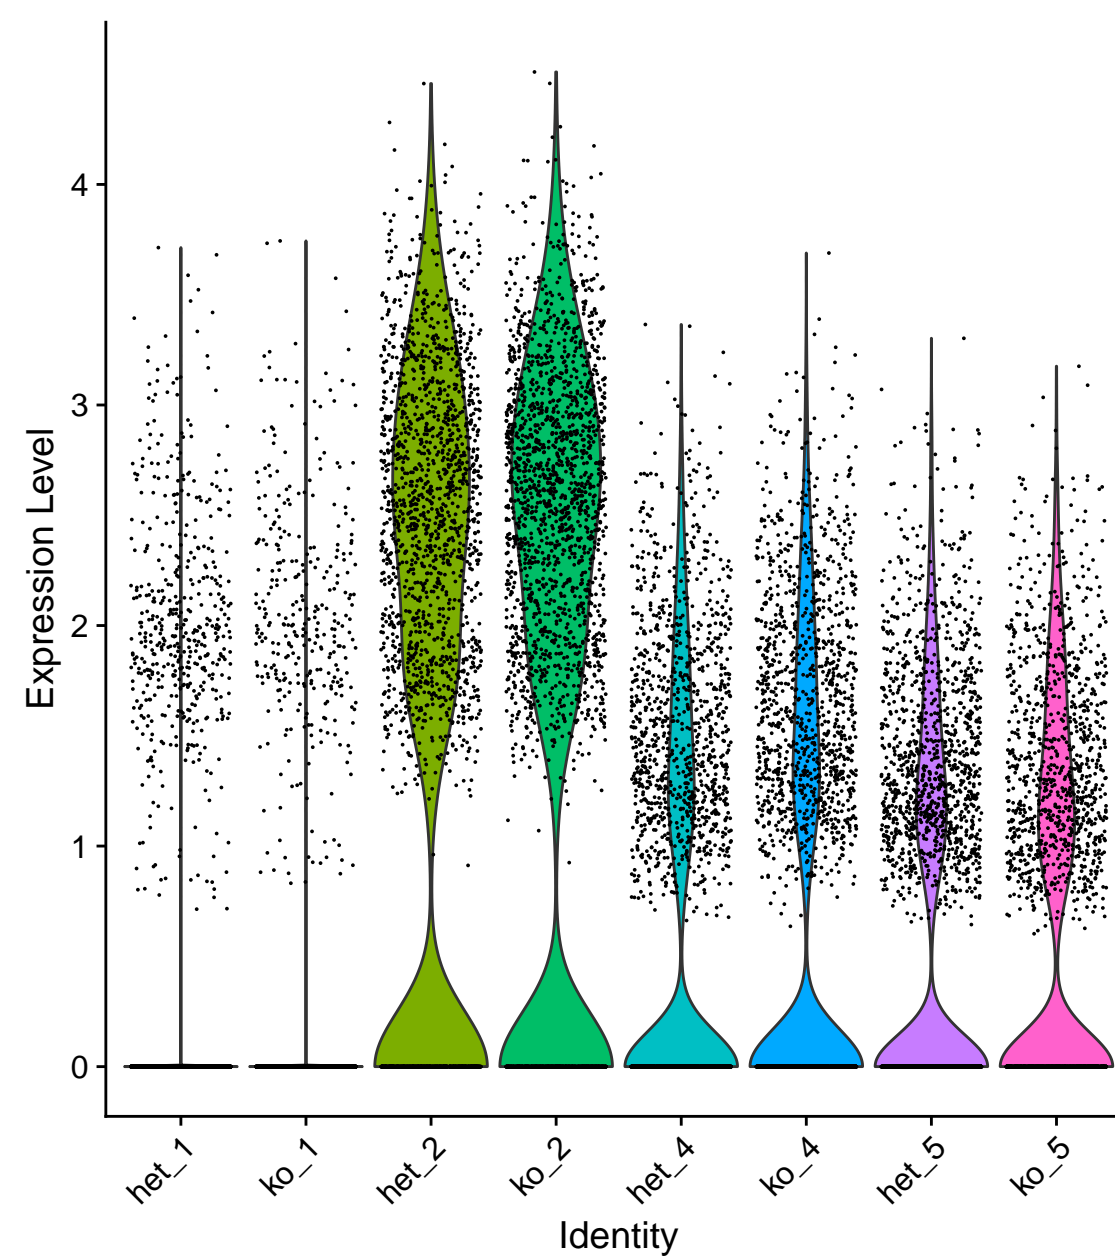 Expression Level
4
3
2
1
0
het_1
ko_1
het_2
ko_2
het_4
ko_4
het_5
ko_5
Identity